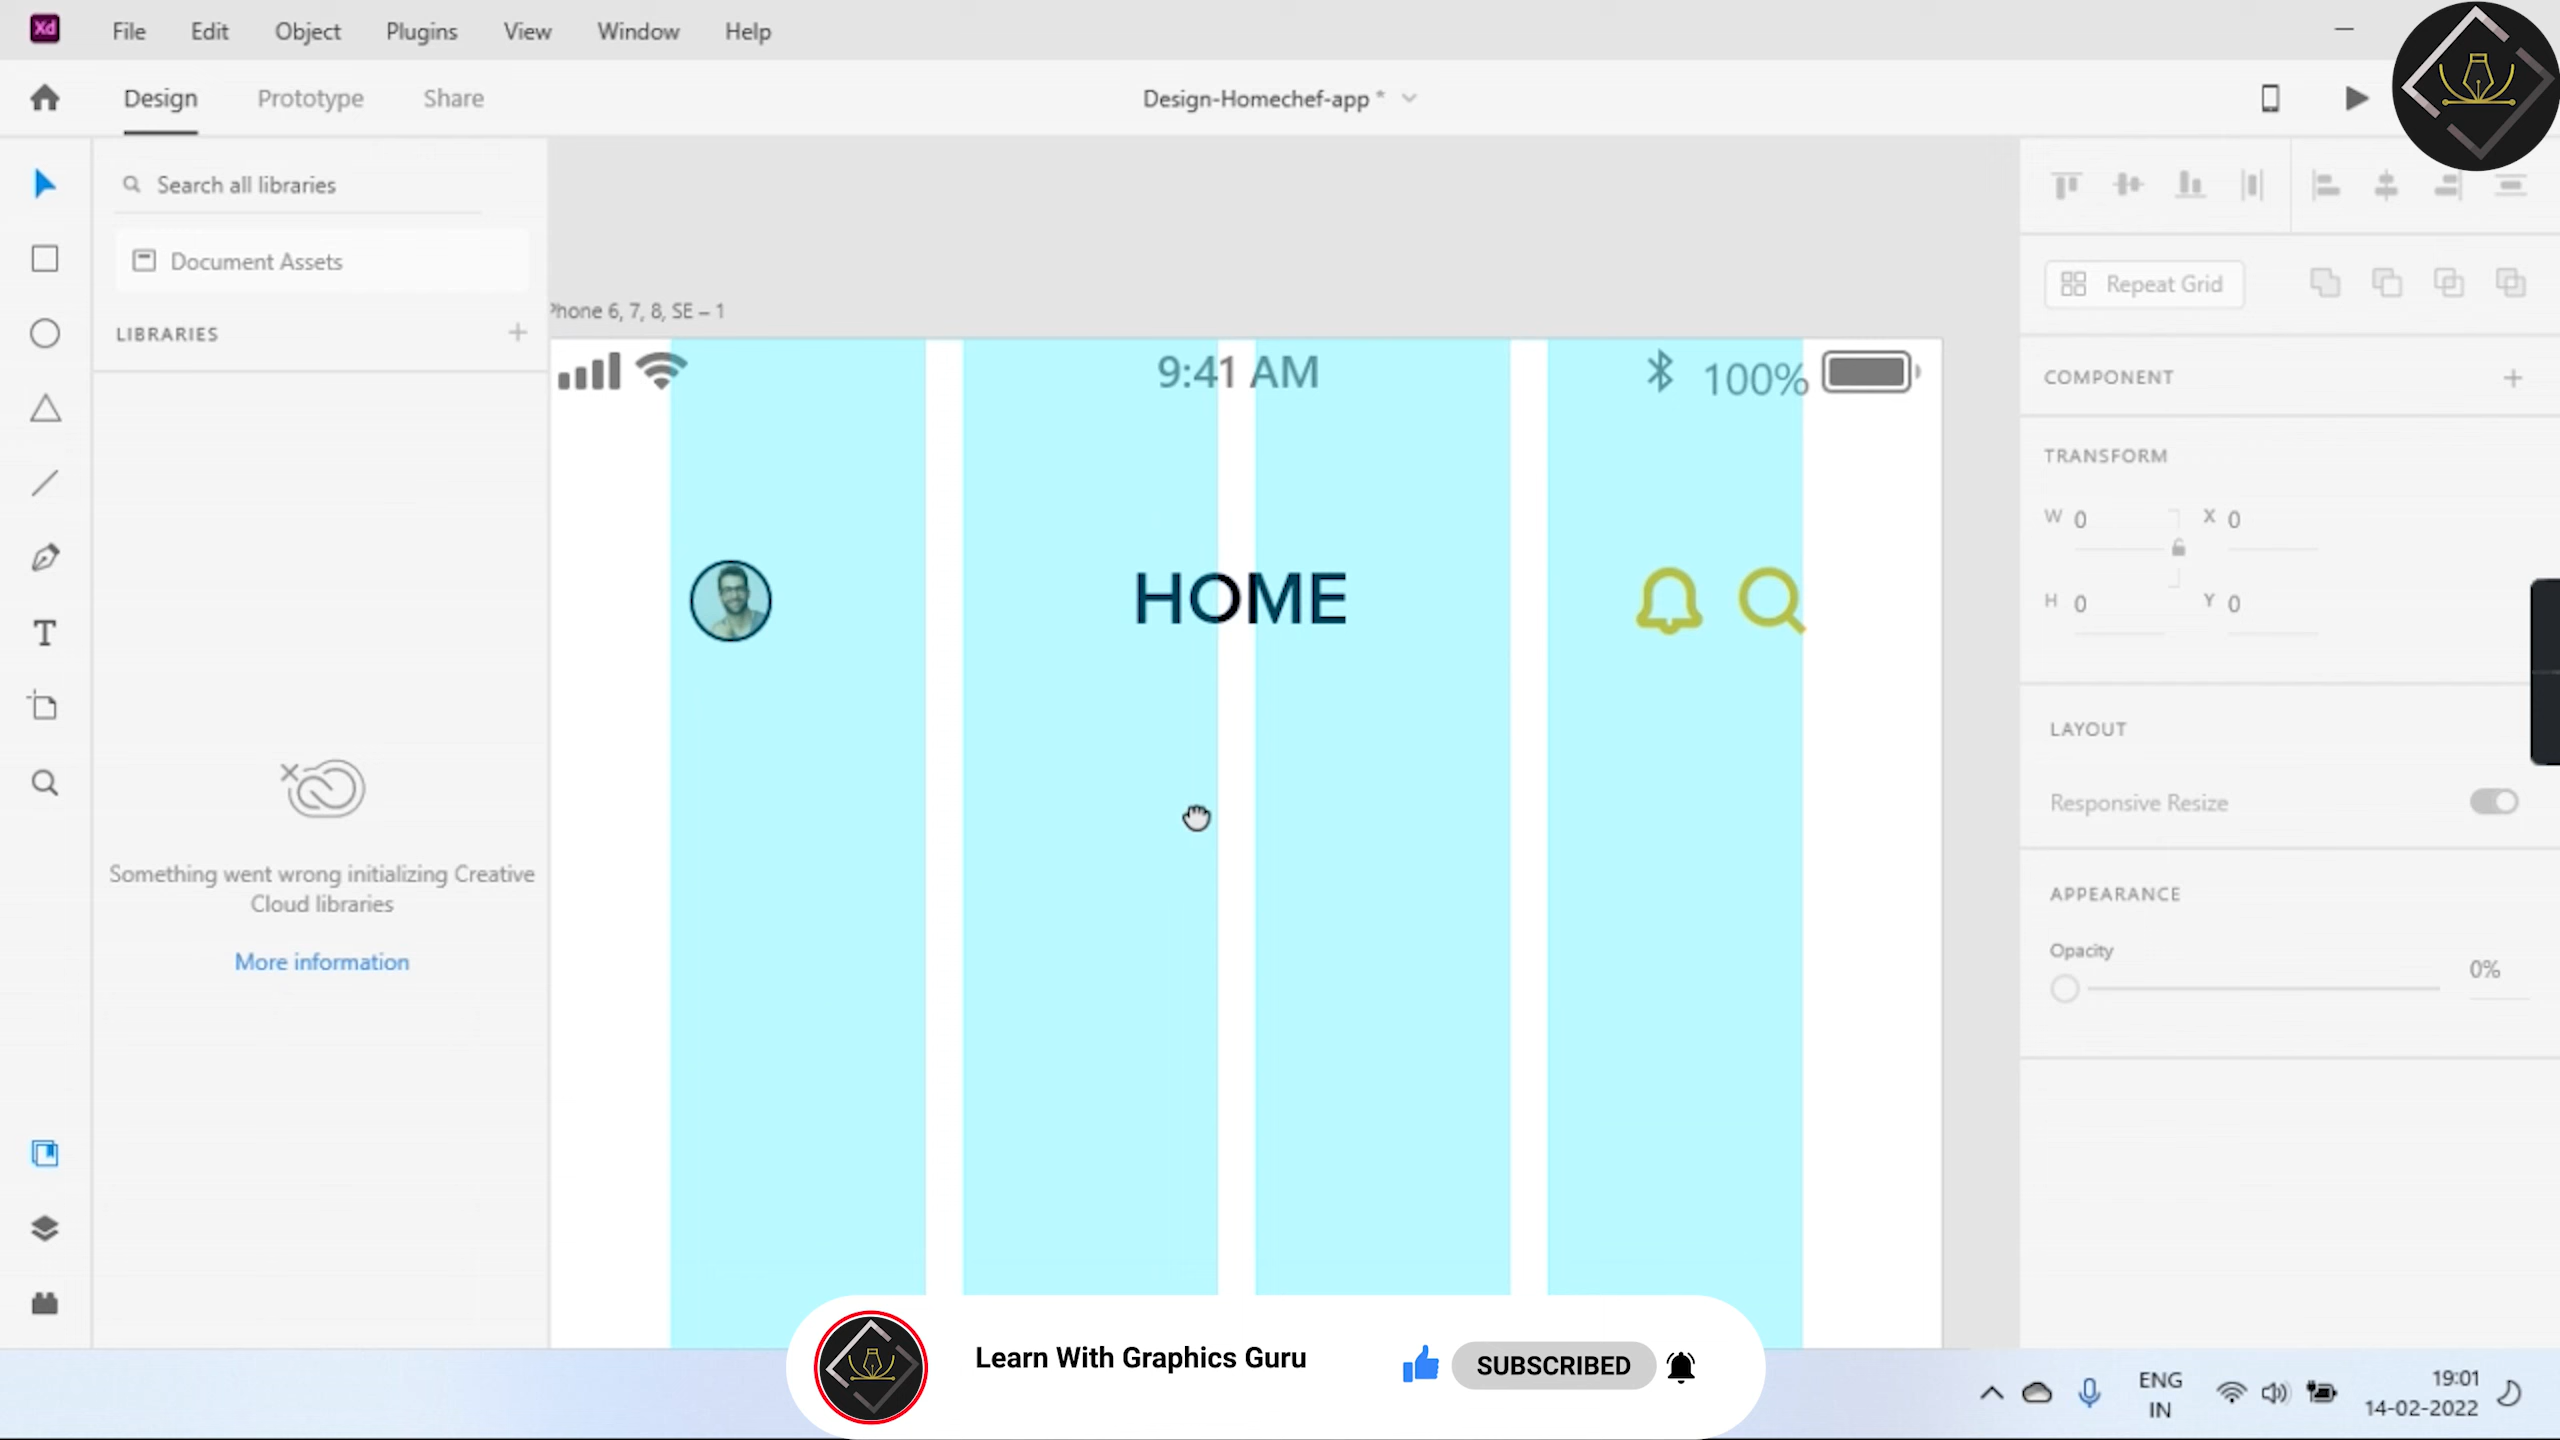 Xd File Edit Object Plugins View Window Help
Design Prototype Share
Design-Homechef-app *
Search all libraries
Document Assets
LIBRARIES
Phone 6, 7, 8, SE – 1
9:41 AM
100%
HOME
Something went wrong initializing Creative
Cloud libraries
More information
Repeat Grid
COMPONENT
TRANSFORM
W 0 X 0
H 0 Y 0
LAYOUT
Responsive Resize
APPEARANCE
Opacity
0%
Learn With Graphics Guru
SUBSCRIBED
ENG
IN
19:01
14-02-2022